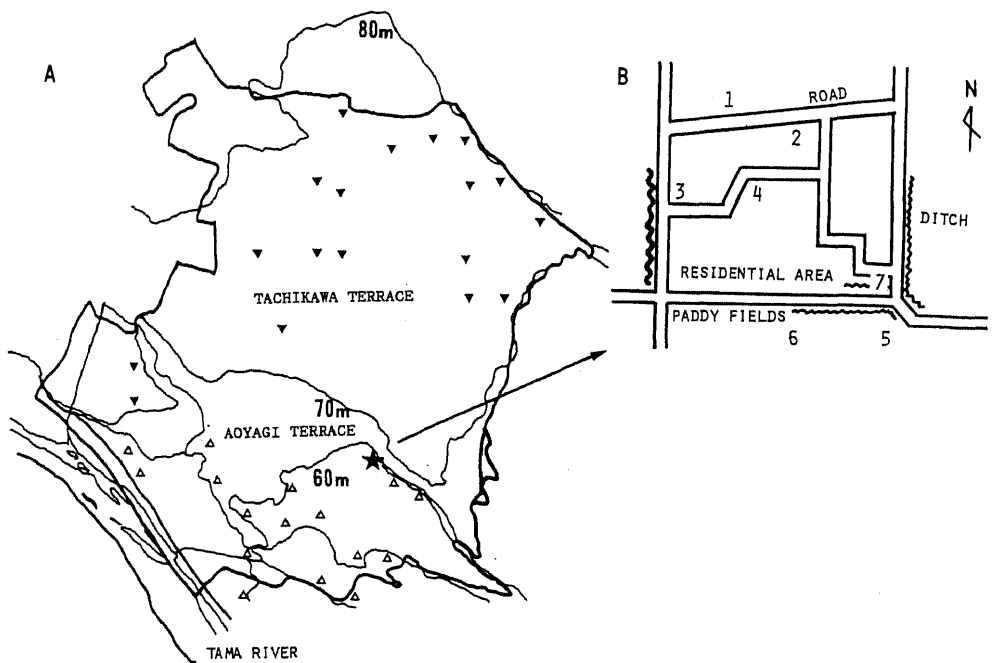 A
80m
TACHIKAWA TERRACE
70m
AOYAGI TERRACE
60m
TAMA RIVER
B
N
1
ROAD
2
3
4
DITCH
RESIDENTIAL AREA
7
PADDY FIELDS
6
5